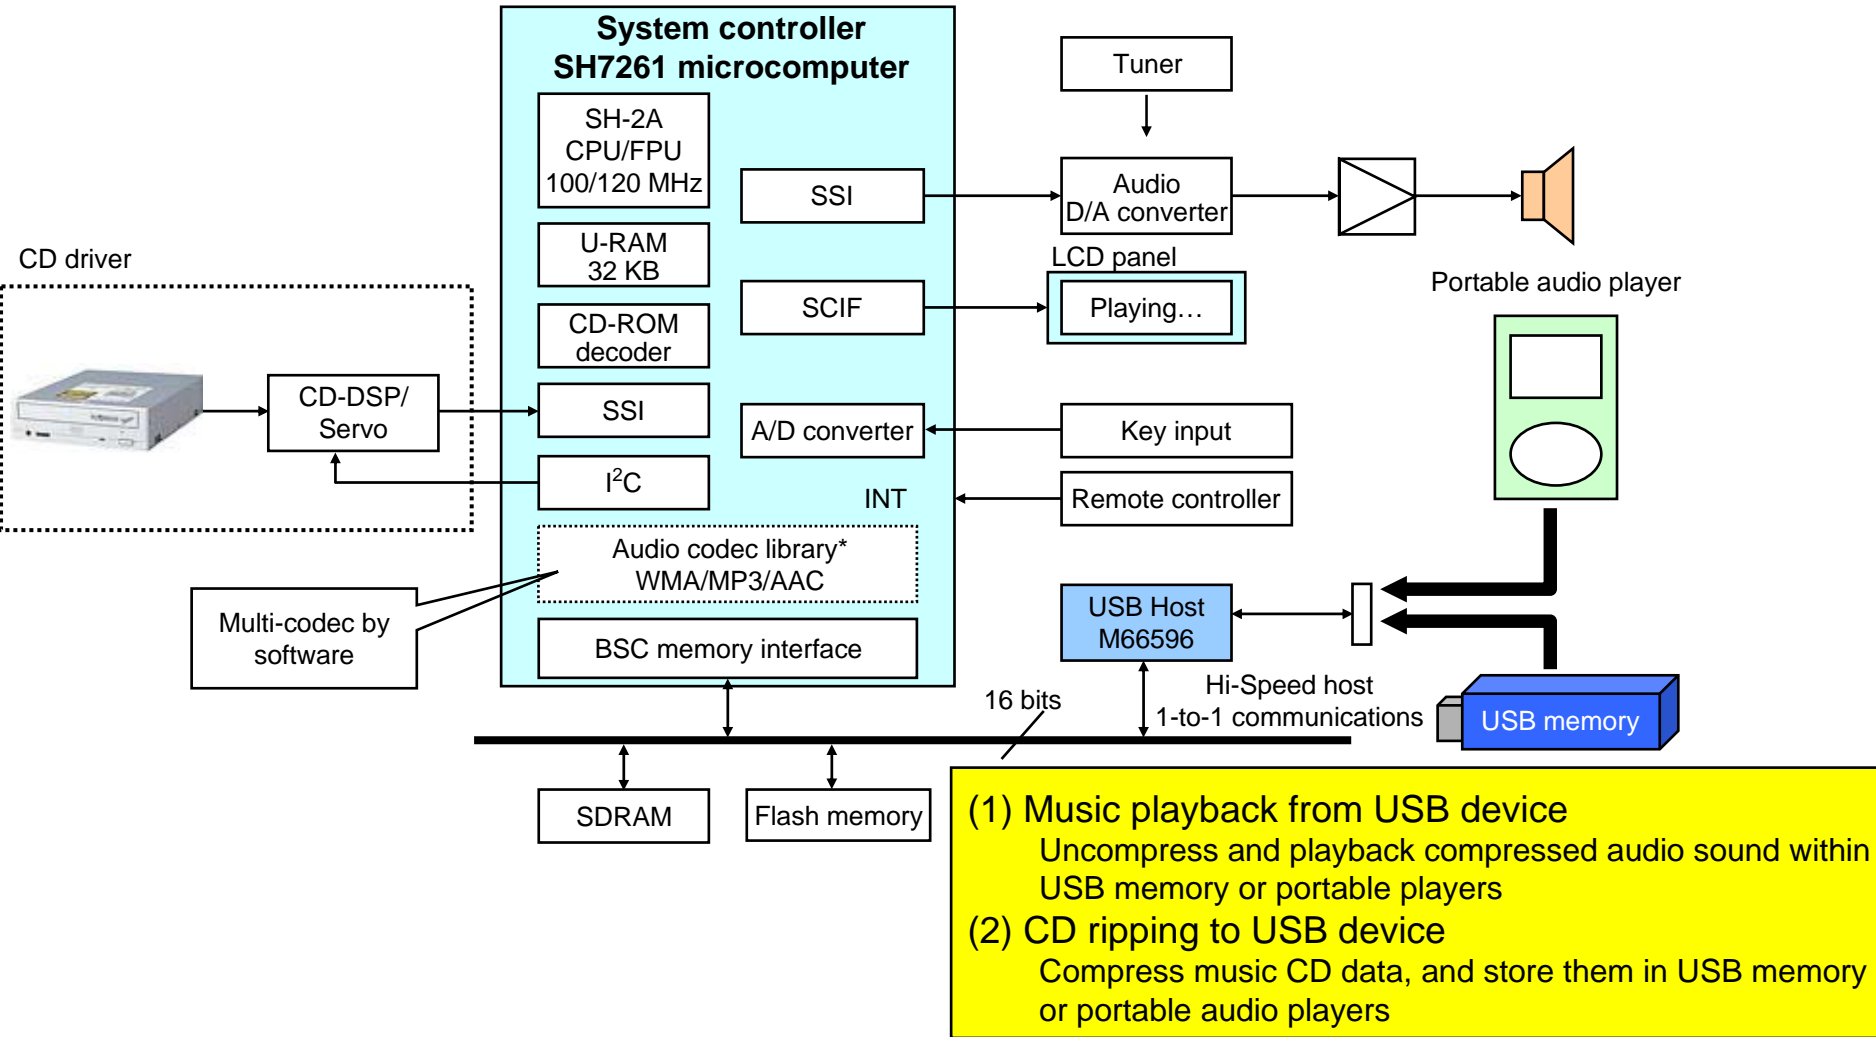 System controller
SH7261 microcomputer
SH-2A
CPU/FPU
100/120 MHz
U-RAM
32 KB
CD-ROM
decoder
SSI
I²C
SSI
SCIF
A/D converter
INT
Audio codec library*
WMA/MP3/AAC
BSC memory interface
CD driver
CD-DSP/
Servo
Multi-codec by
software
Tuner
Audio
D/A converter
LCD panel
Playing…
Key input
Remote controller
Portable audio player
USB Host
M66596
Hi-Speed host
1-to-1 communications
USB memory
16 bits
SDRAM
Flash memory
(1) Music playback from USB device
Uncompress and playback compressed audio sound within
USB memory or portable players
(2) CD ripping to USB device
Compress music CD data, and store them in USB memory
or portable audio players